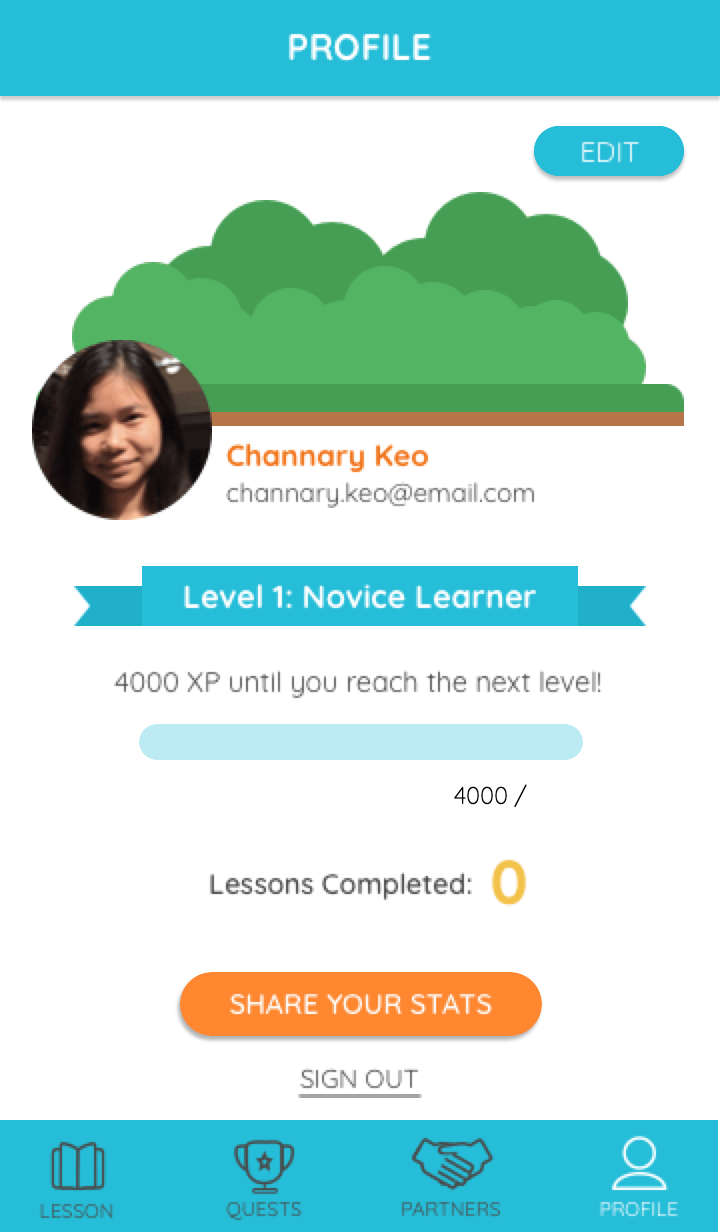 PROFILE
EDIT
Channary Keo
channary.keo@email.com
Level 1: Novice Learner
4000 XP until you reach the next level!
4000 /
Lessons Completed: 0
SHARE YOUR STATS
SIGN OUT
LESSON QUESTS PARTNERS PROFILE